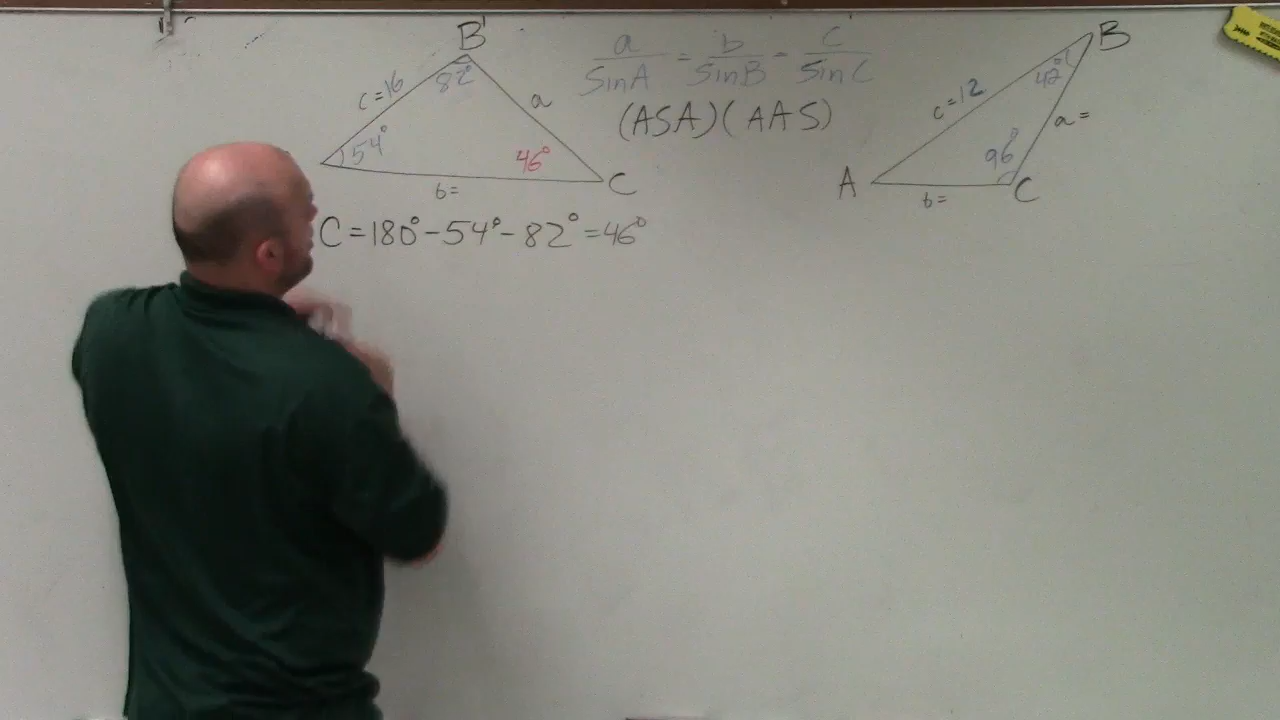 B
82°
c=16
a
54°
46°
C
b=
C=180°-54°-82°=46°
a/sinA = b/sinB = c/sinC
(ASA)(AAS)
B
42°
c=12
a=
96°
A
C
b=